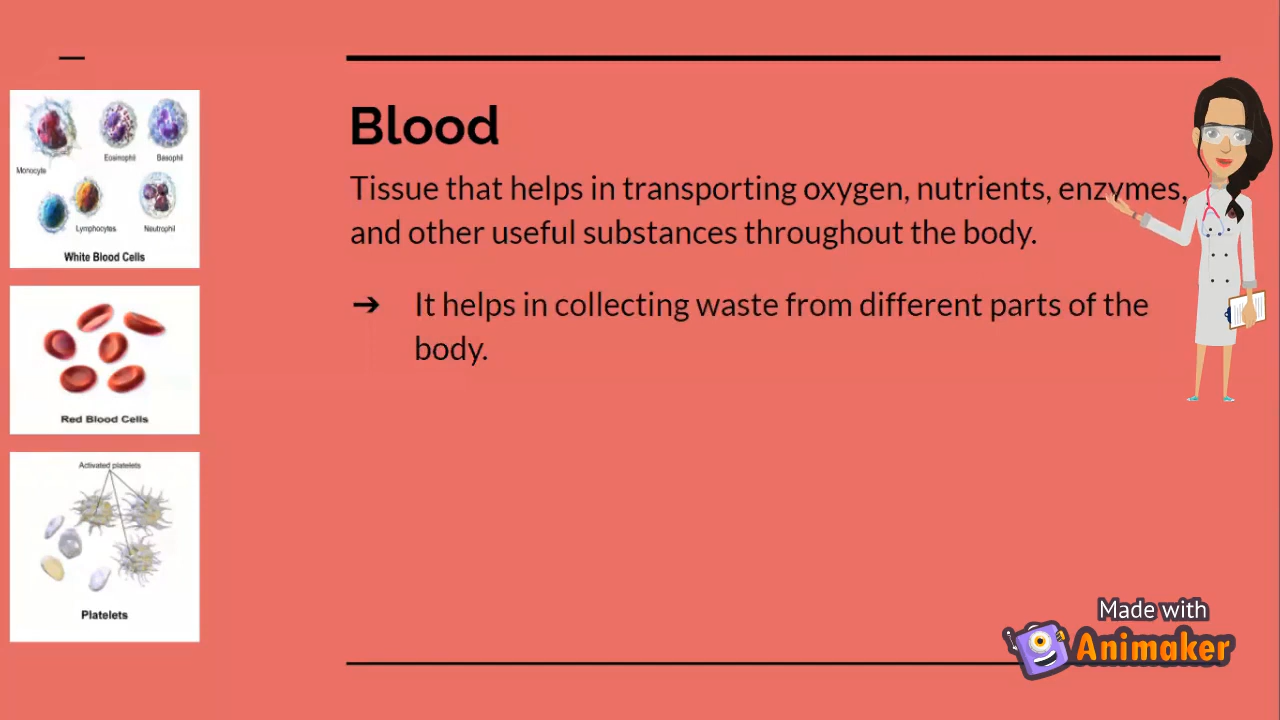 Monocyte
Eosinophil
Basophil
Lymphocytes
Neutrophil
White Blood Cells
Red Blood Cells
Activated platelets
Platelets
Blood
Tissue that helps in transporting oxygen, nutrients, enzymes,
and other useful substances throughout the body.
➔ It helps in collecting waste from different parts of the
body.
Made with
Animaker